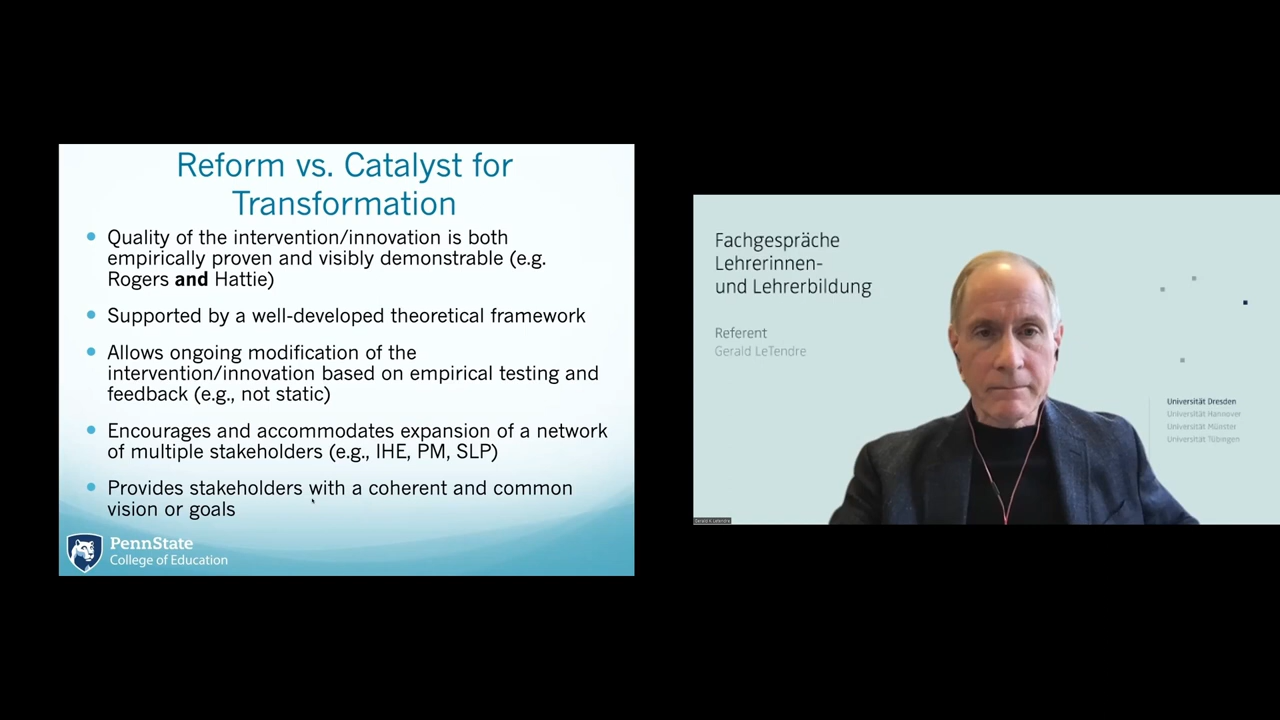 Reform vs. Catalyst for
Transformation
Quality of the intervention/innovation is both
empirically proven and visibly demonstrable (e.g.
Rogers and Hattie)
Supported by a well-developed theoretical framework
Allows ongoing modification of the
intervention/innovation based on empirical testing and
feedback (e.g., not static)
Encourages and accommodates expansion of a network
of multiple stakeholders (e.g., IHE, PM, SLP)
Provides stakeholders with a coherent and common
vision or goals
PennState
College of Education
Fachgespräche
Lehrerinnen-
und Lehrerbildung
Referent
Gerald LeTendre
Universität Dresden
Universität Hannover
Universität Münster
Universität Tübingen
Gerald K Letendre